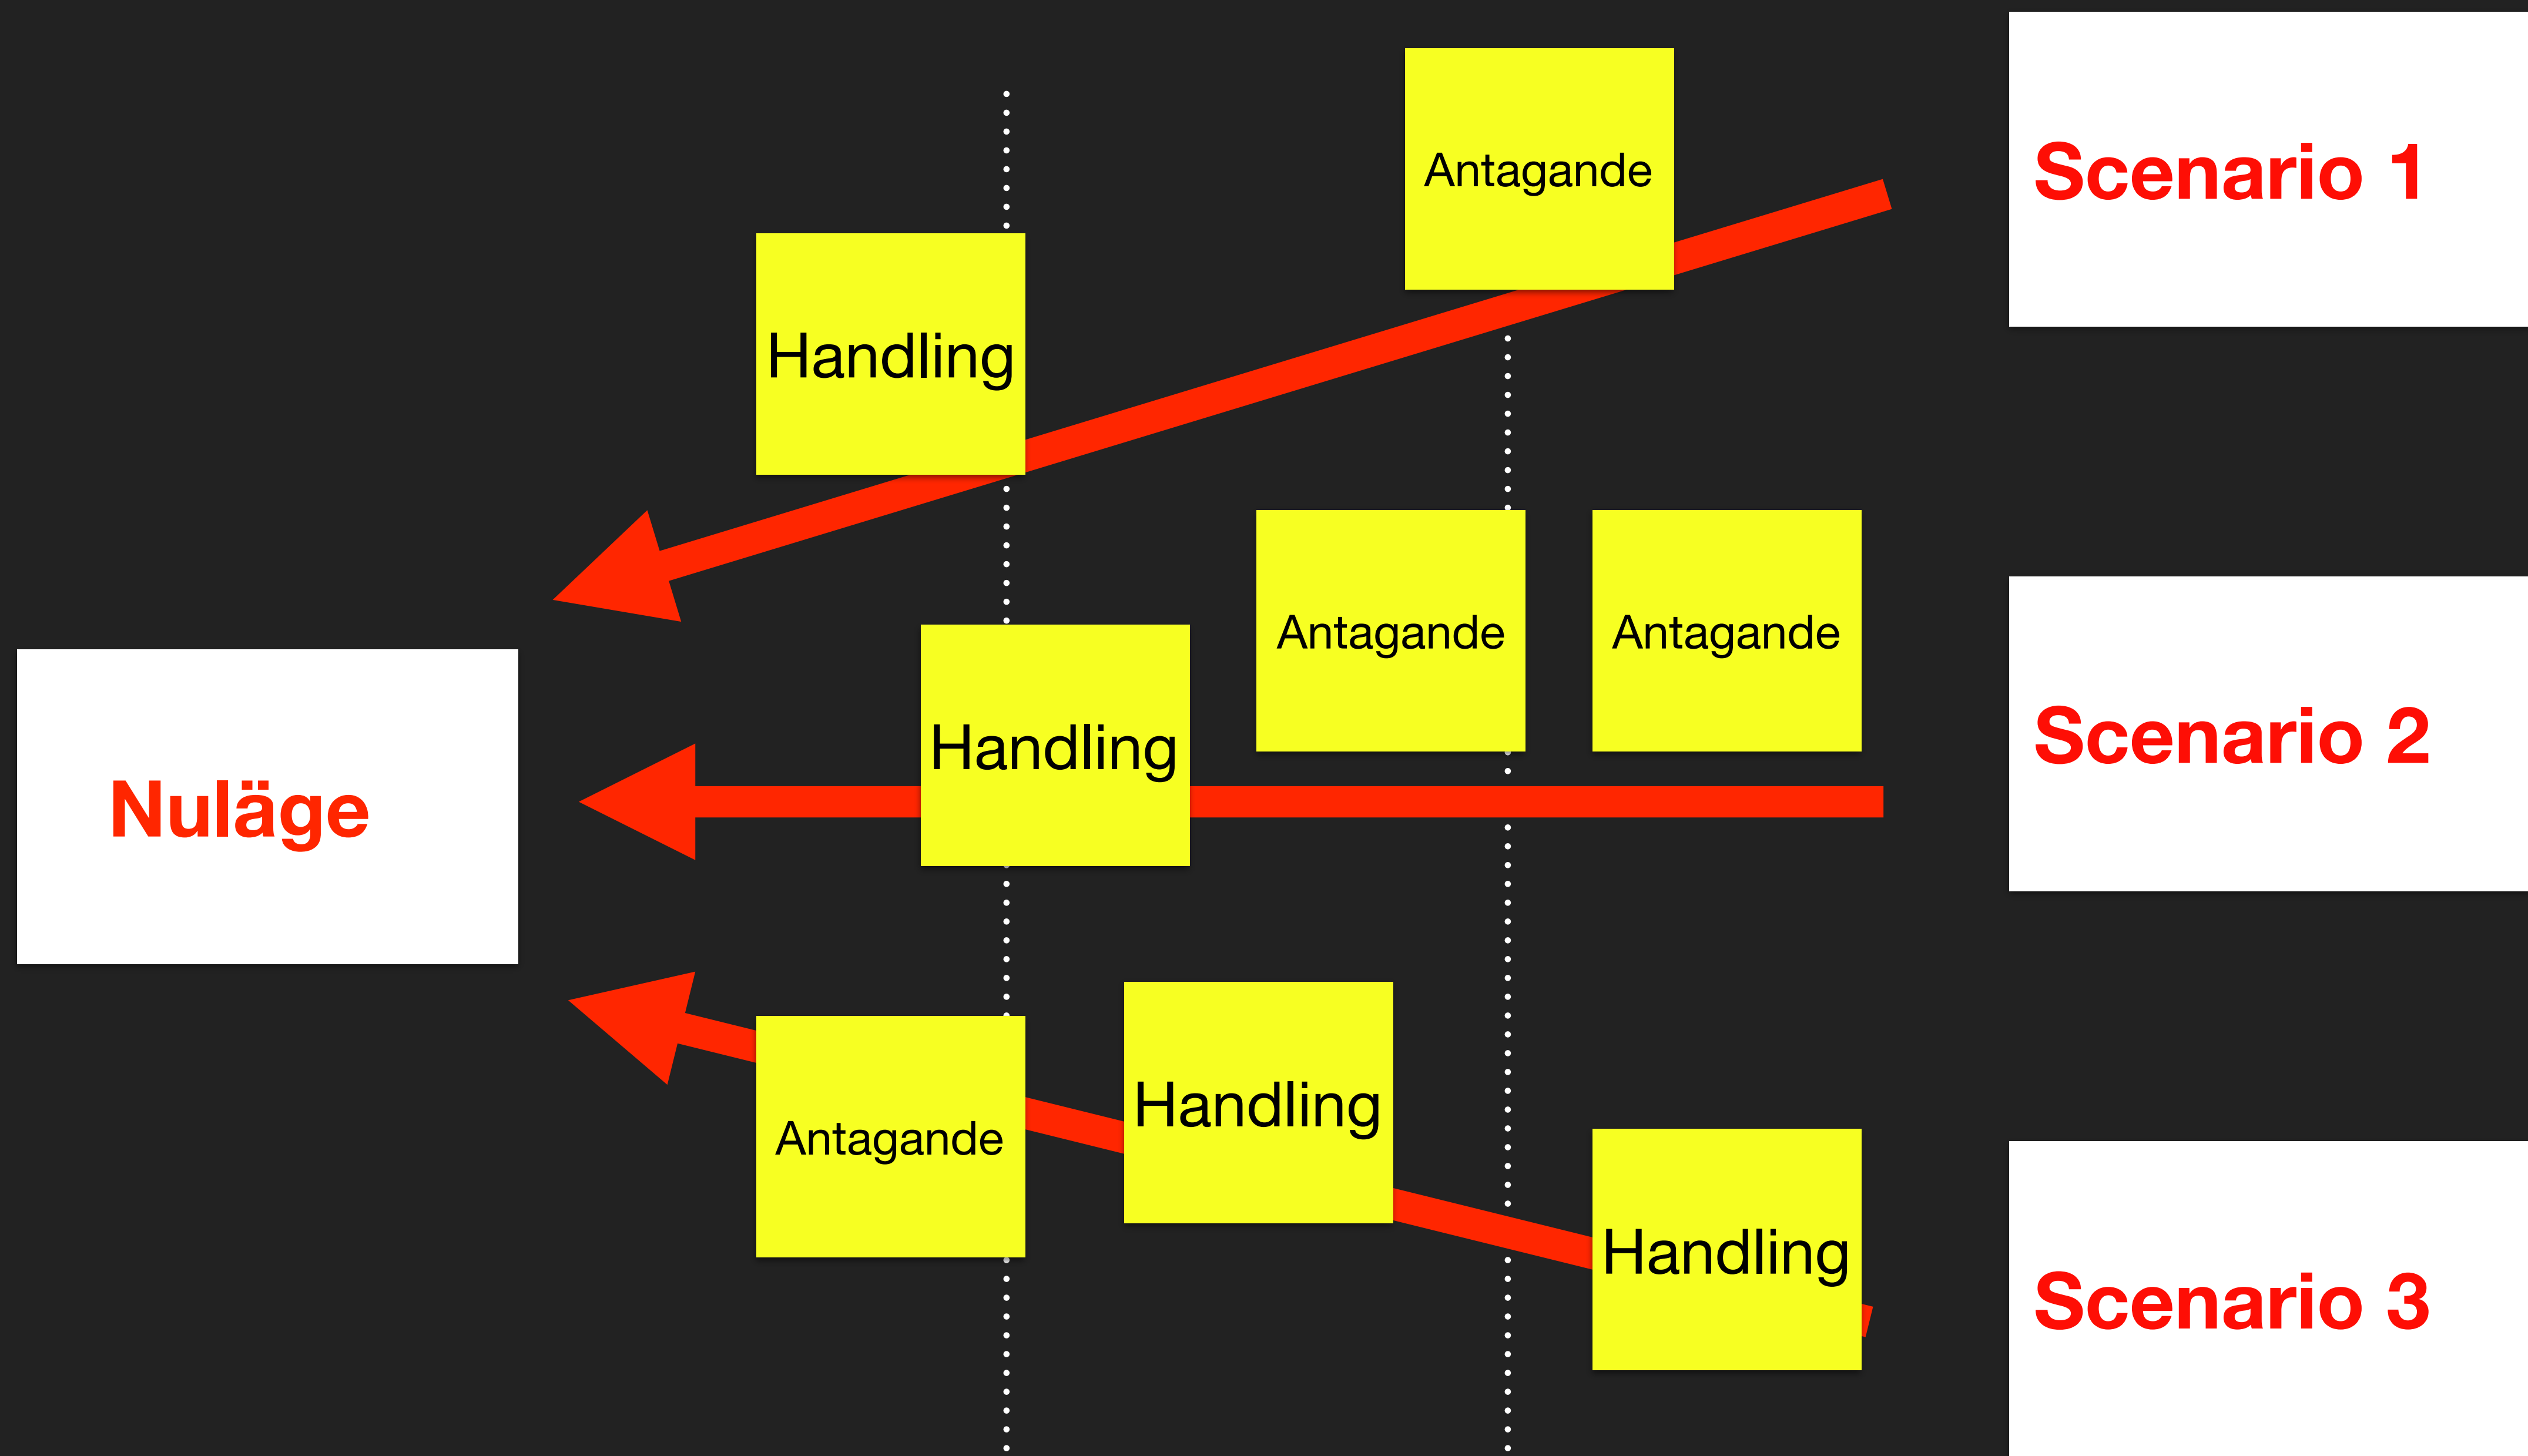 Antagande
Scenario 1
Handling
Antagande
Antagande
Scenario 2
Handling
Nuläge
Handling
Antagande
Handling
Scenario 3